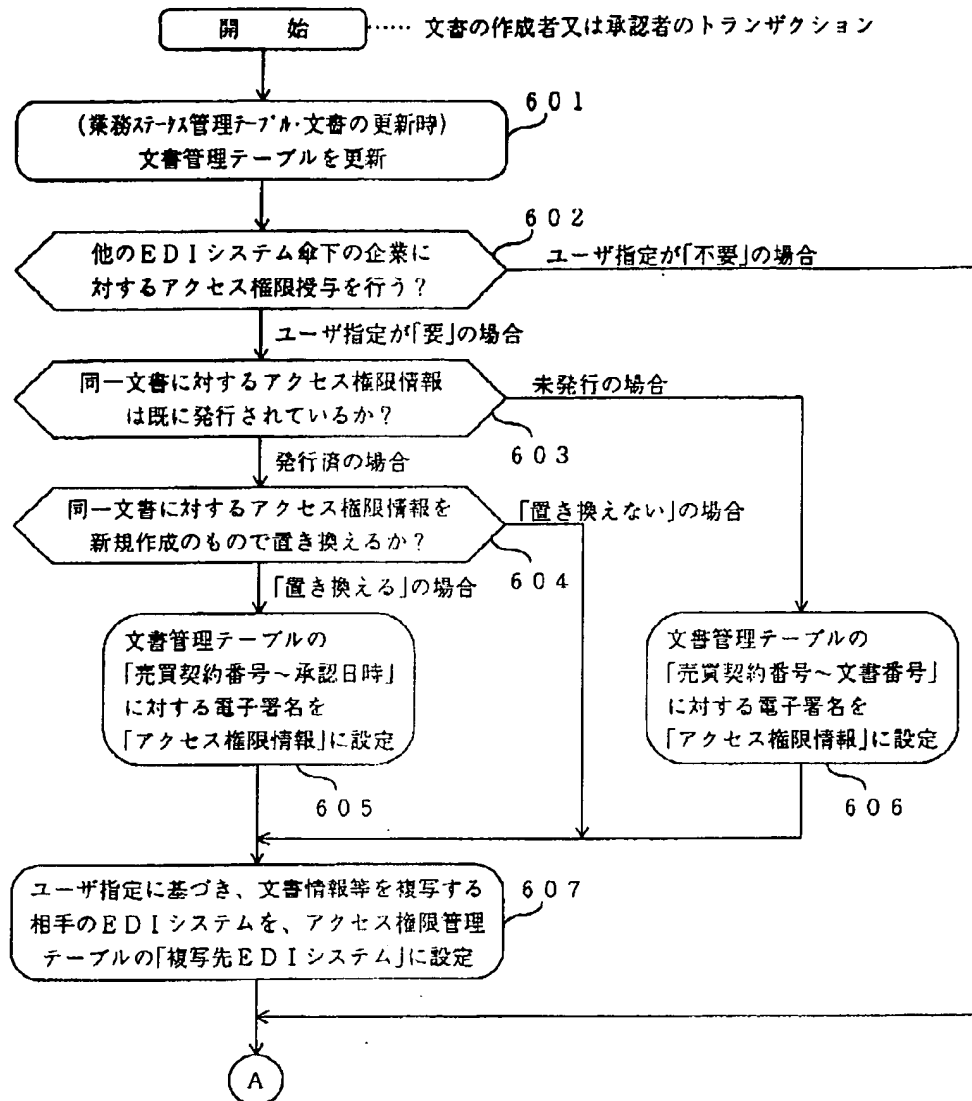 開　始
…… 文書の作成者又は承認者のトランザクション
601
(業務ステータス管理テーブル・文書の更新時)
文書管理テーブルを更新
602
他のEDIシステム傘下の企業に
対するアクセス権限授与を行う?
ユーザ指定が「不要」の場合
ユーザ指定が「要」の場合
同一文書に対するアクセス権限情報
は既に発行されているか?
未発行の場合
603
発行済の場合
同一文書に対するアクセス権限情報を
新規作成のもので置き換えるか?
「置き換えない」の場合
604
「置き換える」の場合
文書管理テーブルの
「売買契約番号~承認日時」
に対する電子署名を
「アクセス権限情報」に設定
605
文書管理テーブルの
「売買契約番号~文書番号」
に対する電子署名を
「アクセス権限情報」に設定
606
ユーザ指定に基づき、文書情報等を複写する
相手のEDIシステムを、アクセス権限管理
テーブルの「複写先EDIシステム」に設定
607
A